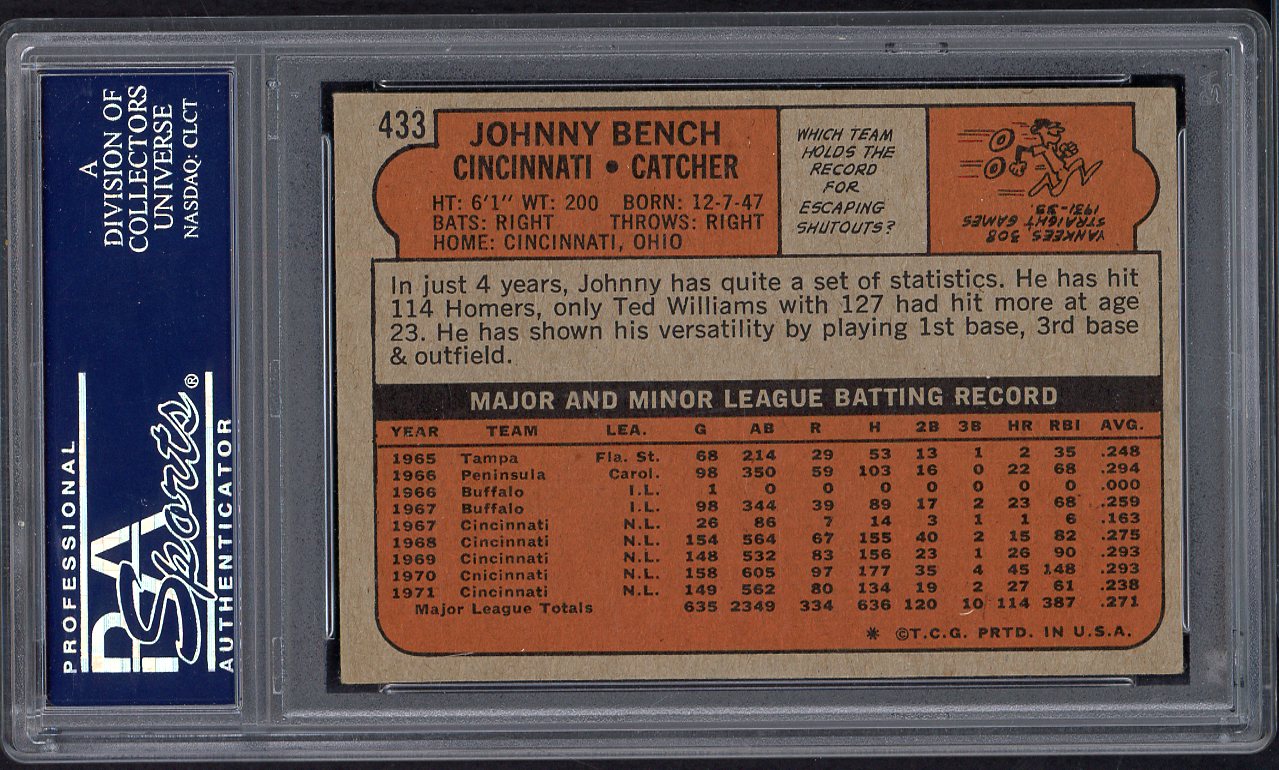 A
DIVISION OF
COLLECTORS
UNIVERSE
NASDAQ: CLCT
PROFESSIONAL
PSA
Sports®
AUTHENTICATOR
433
JOHNNY BENCH
CINCINNATI • CATCHER
HT: 6'1" WT: 200 BORN: 12-7-47
BATS: RIGHT THROWS: RIGHT
HOME: CINCINNATI, OHIO
WHICH TEAM
HOLDS THE
RECORD
FOR
ESCAPING
SHUTOUTS?
YANKEES 308
STRAIGHT GAMES
1931-33
In just 4 years, Johnny has quite a set of statistics. He has hit
114 Homers, only Ted Williams with 127 had hit more at age
23. He has shown his versatility by playing 1st base, 3rd base
& outfield.
MAJOR AND MINOR LEAGUE BATTING RECORD
YEAR TEAM LEA. G AB R H 2B 3B HR RBI AVG.
1965 Tampa Fla. St. 68 214 29 53 13 1 2 35 .248
1966 Peninsula Carol. 98 350 59 103 16 0 22 68 .294
1966 Buffalo I.L. 1 0 0 0 0 0 0 0 .000
1967 Buffalo I.L. 98 344 39 89 17 2 23 68 .259
1967 Cincinnati N.L. 26 86 7 14 3 1 1 6 .163
1968 Cincinnati N.L. 154 564 67 155 40 2 15 82 .275
1969 Cincinnati N.L. 148 532 83 156 23 1 26 90 .293
1970 Cnicinnati N.L. 158 605 97 177 35 4 45 148 .293
1971 Cincinnati N.L. 149 562 80 134 19 2 27 61 .238
Major League Totals 635 2349 334 636 120 10 114 387 .271
* ©T.C.G. PRTD. IN U.S.A.